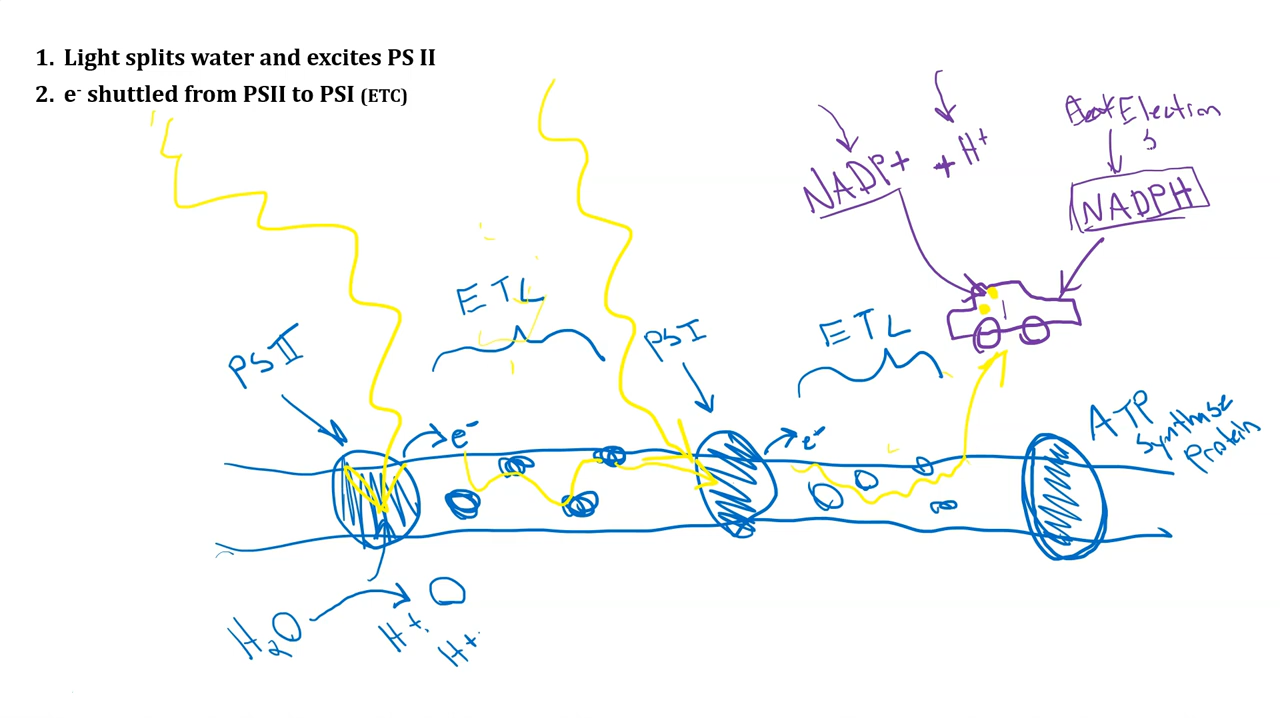 1. Light splits water and excites PS II
2. e- shuttled from PSII to PSI (ETC)
NADP+ + H+
Election
s
NADPH
ETL
PSII
PSI
ETL
e-
e-
ATP
Synthase
Protein
H2O
O
H+
H+